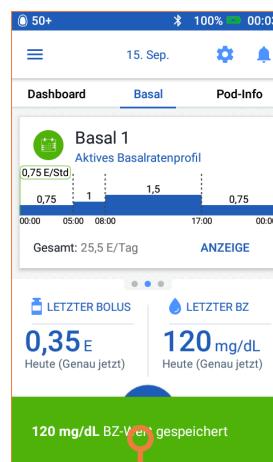 50+ 100% 00:03
15. Sep.
Dashboard Basal Pod-Info
Basal 1
Aktives Basalratenprofil
0,75 E/Std
0,75 1 1,5 0,75
00:00 05:00 08:00 17:00 00:00
Gesamt: 25,5 E/Tag ANZEIGE
LETZTER BOLUS LETZTER BZ
0,35 E 120 mg/dL
Heute (Genau jetzt) Heute (Genau jetzt)
120 mg/dL BZ-Wert gespeichert